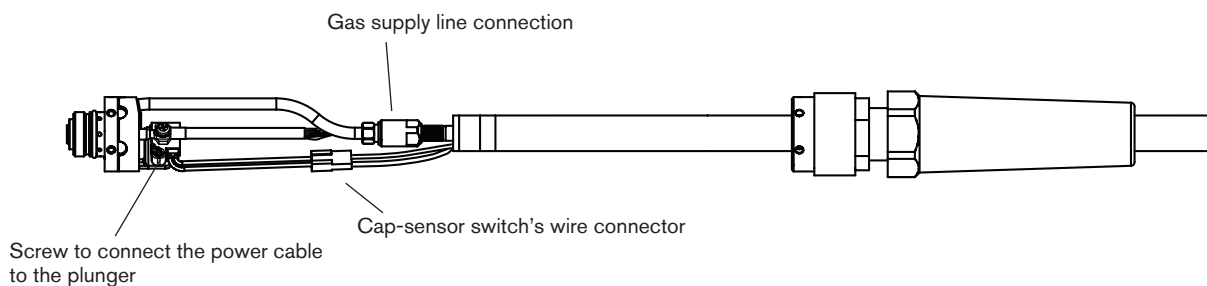 Gas supply line connection
Cap-sensor switch’s wire connector
Screw to connect the power cable
to the plunger